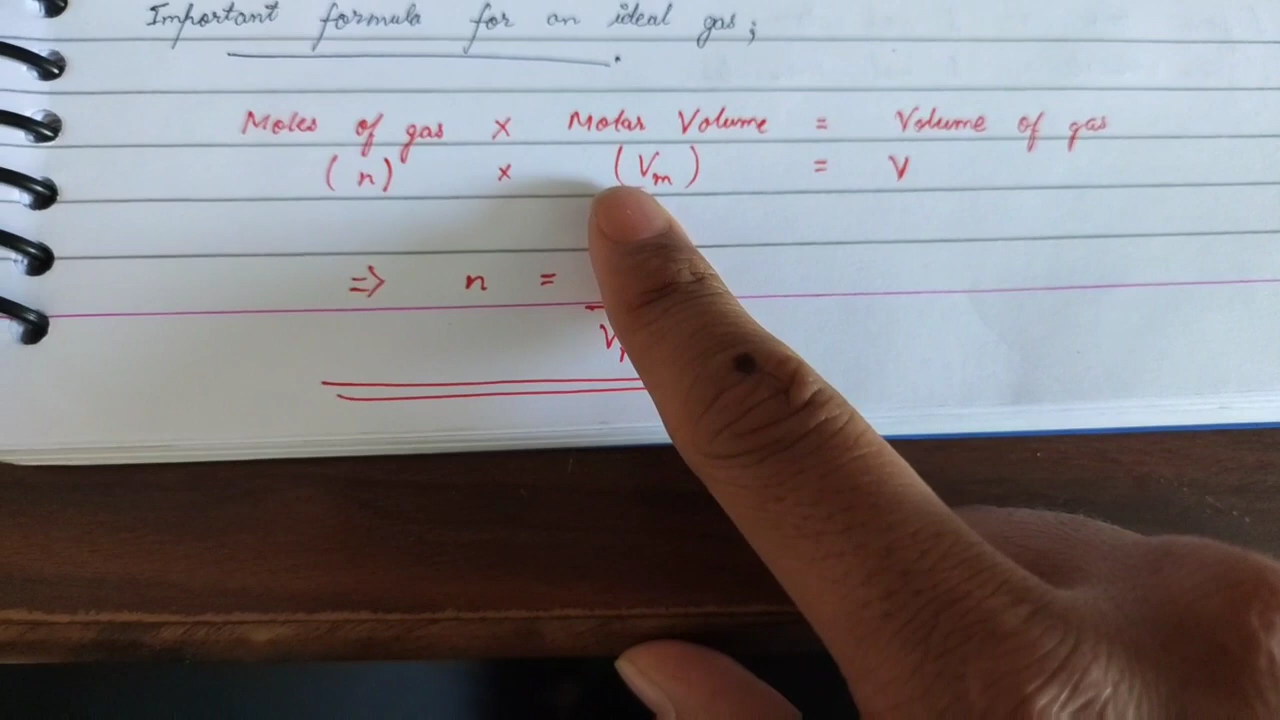 Important formula for an ideal gas;
Moles of gas × Molar Volume = Volume of gas
(n) × (Vm) = V
⇒ n =